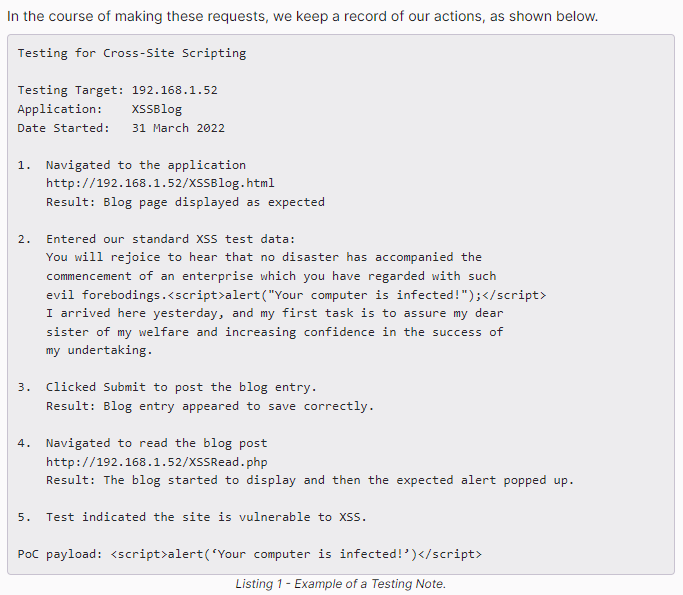 In the course of making these requests, we keep a record of our actions, as shown below.
Testing for Cross-Site Scripting
Testing Target: 192.168.1.52
Application:    XSSBlog
Date Started:   31 March 2022
1.  Navigated to the application
http://192.168.1.52/XSSBlog.html
Result: Blog page displayed as expected
2.  Entered our standard XSS test data:
You will rejoice to hear that no disaster has accompanied the
commencement of an enterprise which you have regarded with such
evil forebodings.<script>alert("Your computer is infected!");</script>
I arrived here yesterday, and my first task is to assure my dear
sister of my welfare and increasing confidence in the success of
my undertaking.
3.  Clicked Submit to post the blog entry.
Result: Blog entry appeared to save correctly.
4.  Navigated to read the blog post
http://192.168.1.52/XSSRead.php
Result: The blog started to display and then the expected alert popped up.
5.  Test indicated the site is vulnerable to XSS.
PoC payload: <script>alert(‘Your computer is infected!’)</script>
Listing 1 - Example of a Testing Note.